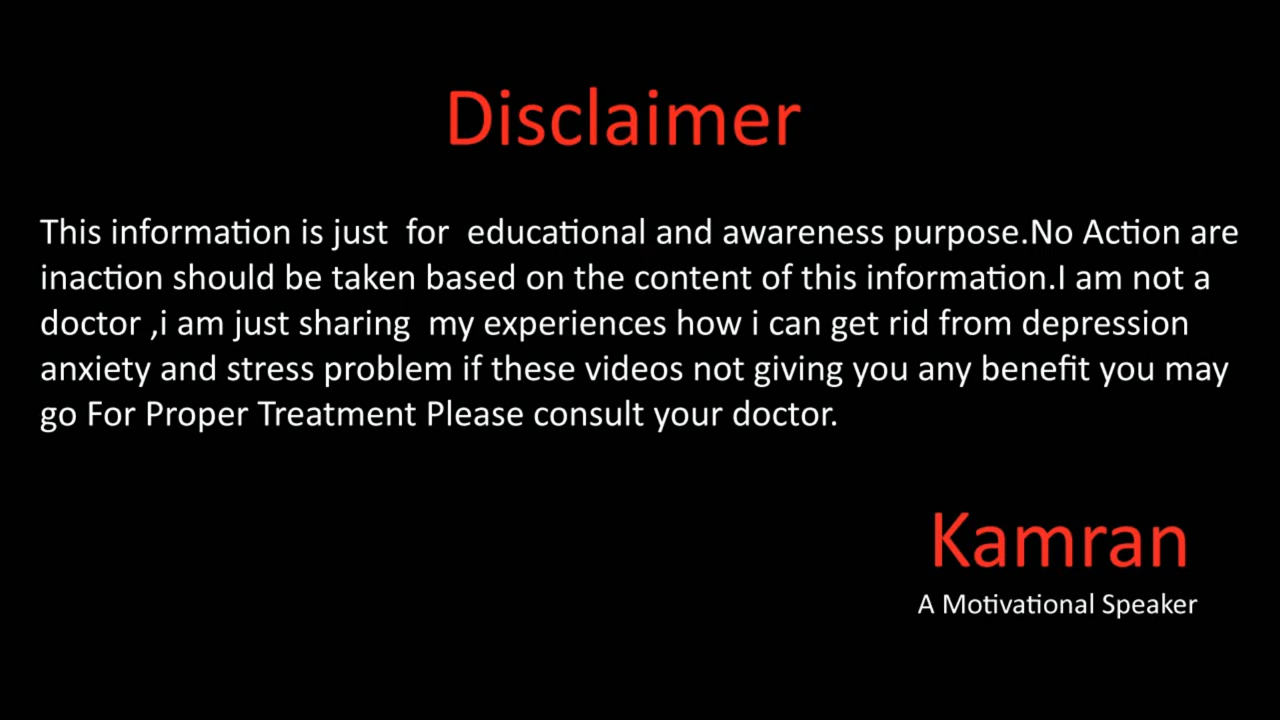 Disclaimer
This information is just  for  educational and awareness purpose.No Action are
inaction should be taken based on the content of this information.I am not a
doctor ,i am just sharing  my experiences how i can get rid from depression
anxiety and stress problem if these videos not giving you any benefit you may
go For Proper Treatment Please consult your doctor.
Kamran
A Motivational Speaker